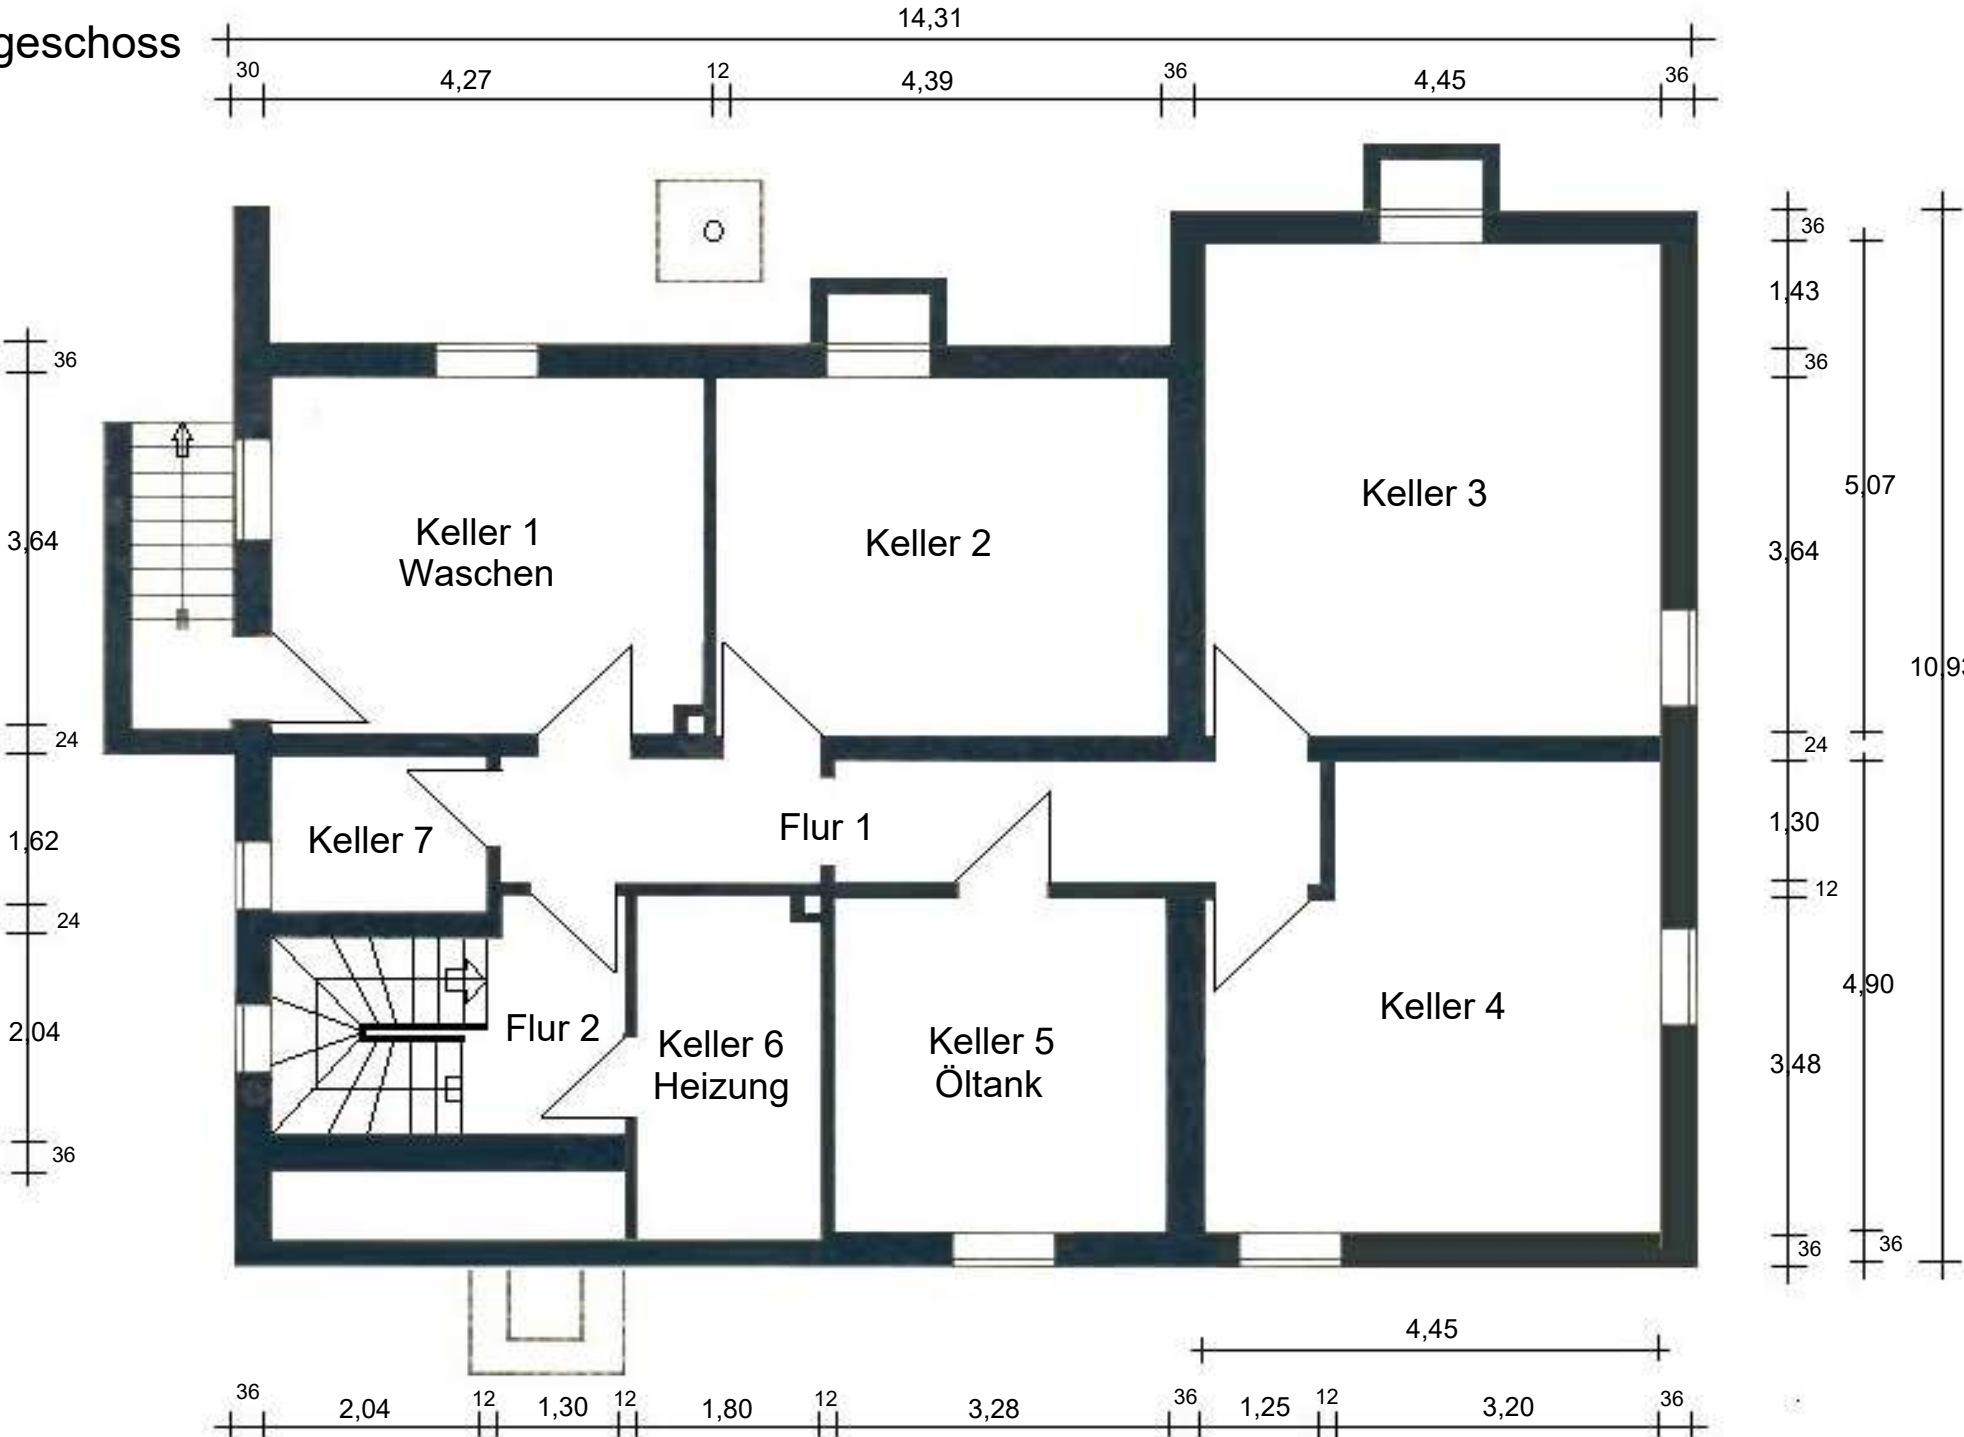 geschoss
14,31
30 4,27 12 4,39 36 4,45 36
36
1,43
36
36
Keller 3
5,07
Keller 1
Waschen
Keller 2
3,64
3,64
10,93
24
24
Keller 7
Flur 1
1,62
1,30
12
24
Flur 2
Keller 6
Heizung
Keller 5
Öltank
Keller 4
4,90
2,04
3,48
36
36
36
4,45
36 2,04 12 1,30 12 1,80 12 3,28 36 1,25 12 3,20 36